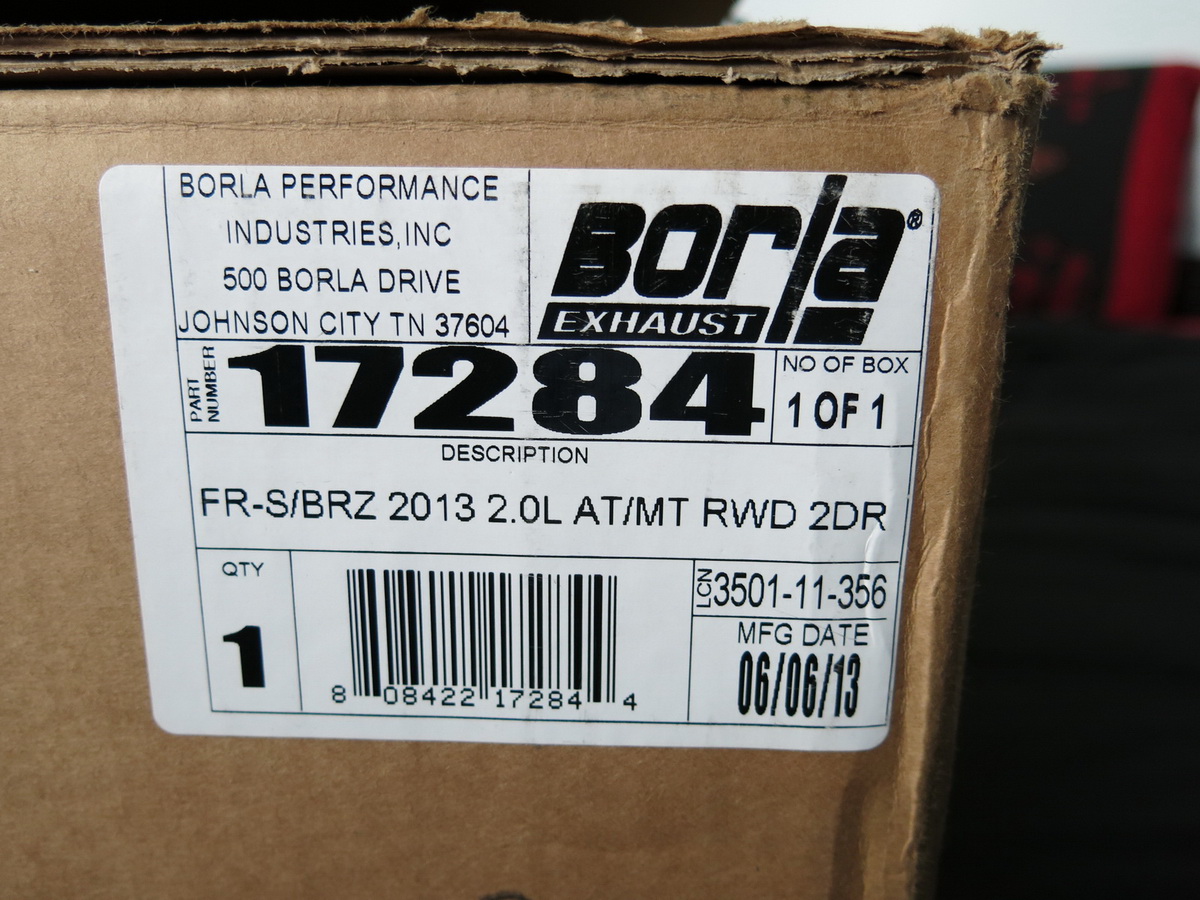 BORLA PERFORMANCE
INDUSTRIES,INC
500 BORLA DRIVE
JOHNSON CITY TN 37604
Borla®
EXHAUST
PART
NUMBER
17284
NO OF BOX
1 OF 1
DESCRIPTION
FR-S/BRZ 2013 2.0L AT/MT RWD 2DR
QTY
1
8 08422 17284 4
LCN
3501-11-356
MFG DATE
06/06/13